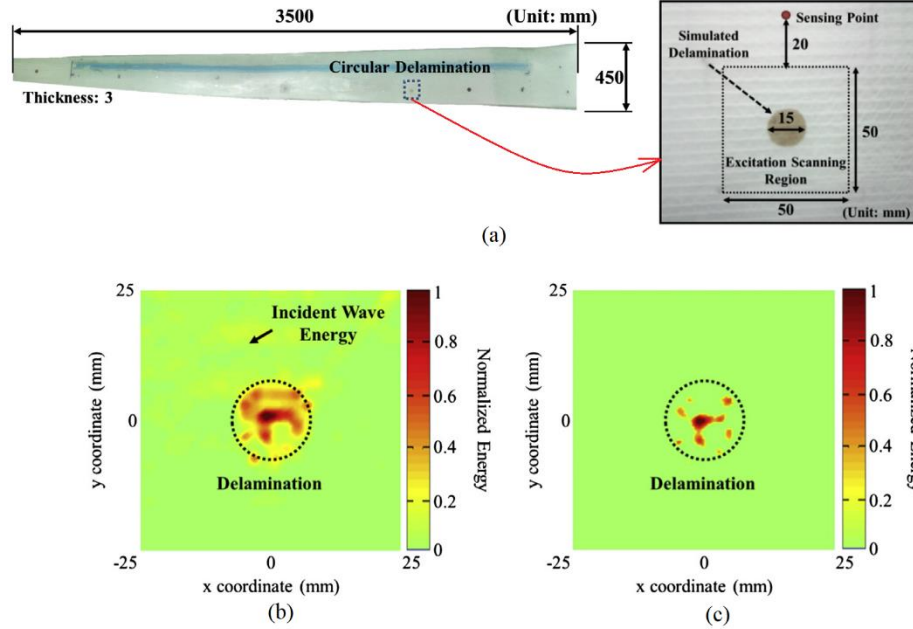 3500
(Unit: mm)
Circular Delamination
450
Thickness: 3
Sensing Point
Simulated
Delamination
20
15
50
Excitation Scanning
Region
50
(Unit: mm)
(a)
25
Incident Wave
Energy
y coordinate (mm)
0
Delamination
-25
-25
0
25
x coordinate (mm)
1
0.8
0.6
0.4
0.2
0
Normalized Energy
(b)
25
y coordinate (mm)
0
Delamination
-25
0
25
x coordinate (mm)
1
0.8
0.6
0.4
0.2
0
(c)